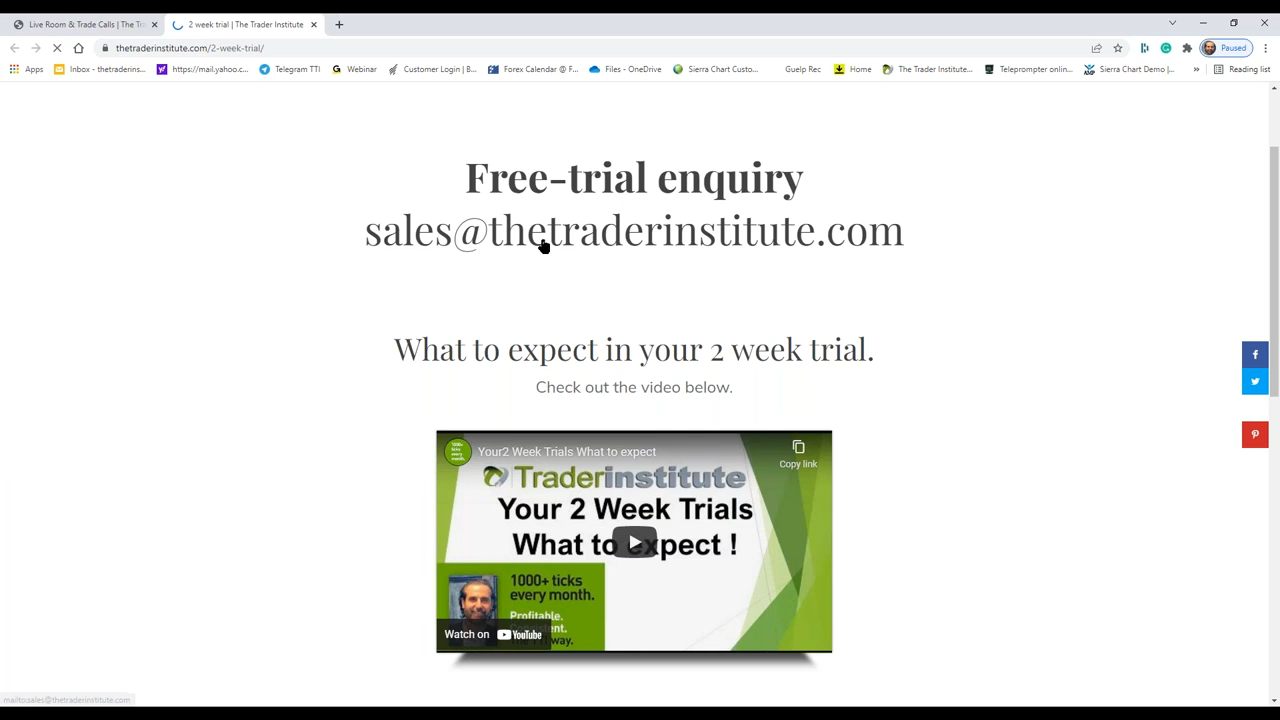 Live Room & Trade Calls | The Tr
2 week trial | The Trader Institute
thetraderinstitute.com/2-week-trial/
Paused
Apps
Inbox - thetraderins...
https://mail.yahoo.c...
Telegram TTI
Webinar
Customer Login | B...
Forex Calendar @ F...
Files - OneDrive
Sierra Chart Custo...
Guelp Rec
Home
The Trader Institute...
Teleprompter onlin...
Sierra Chart Demo |...
»
Reading list
Free-trial enquiry
sales@thetraderinstitute.com
What to expect in your 2 week trial.
Check out the video below.
Your2 Week Trials What to expect
Copy link
Traderinstitute
Your 2 Week Trials
What to expect !
1000+ ticks
every month.
Profitable.
Watch on YouTube
mailto:sales@thetraderinstitute.com